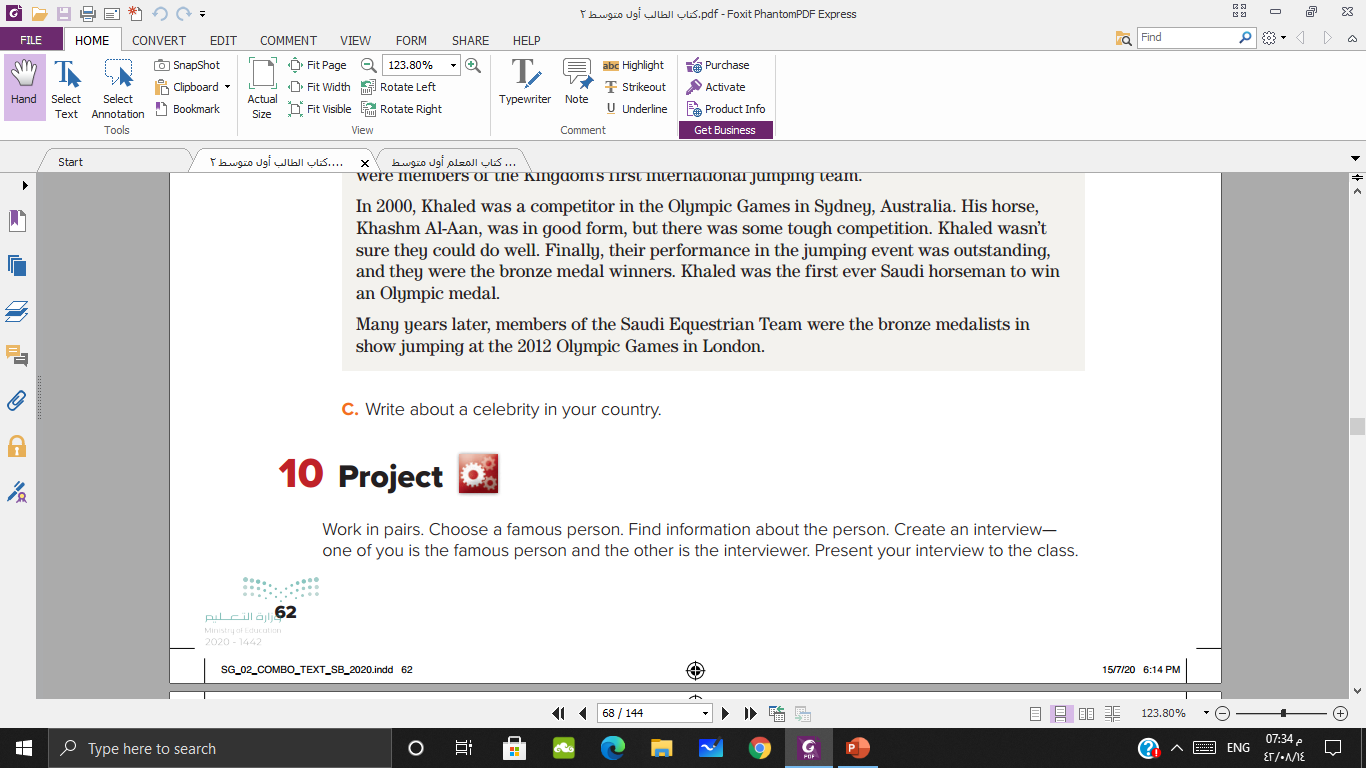 كتاب الطالب أول متوسط ٢.pdf - Foxit PhantomPDF Express
FILE HOME CONVERT EDIT COMMENT VIEW FORM SHARE HELP
Find
Hand
Select Text
Select Annotation
SnapShot
Clipboard
Bookmark
Tools
Actual Size
Fit Page
Fit Width
Fit Visible
123.80%
Rotate Left
Rotate Right
View
Typewriter
Note
Highlight
Strikeout
Underline
Comment
Purchase
Activate
Product Info
Get Business
Start
كتاب الطالب أول متوسط ٢....
كتاب المعلم أول متوسط ...
were members of the Kingdom's first international jumping team.
In 2000, Khaled was a competitor in the Olympic Games in Sydney, Australia. His horse,
Khashm Al-Aan, was in good form, but there was some tough competition. Khaled wasn't
sure they could do well. Finally, their performance in the jumping event was outstanding,
and they were the bronze medal winners. Khaled was the first ever Saudi horseman to win
an Olympic medal.
Many years later, members of the Saudi Equestrian Team were the bronze medalists in
show jumping at the 2012 Olympic Games in London.
C. Write about a celebrity in your country.
10 Project
Work in pairs. Choose a famous person. Find information about the person. Create an interview—
one of you is the famous person and the other is the interviewer. Present your interview to the class.
وزارة التعليم
62
Ministry of Education
2020 - 1442
SG_02_COMBO_TEXT_SB_2020.indd 62
15/7/20 6:14 PM
68 / 144
123.80%
Type here to search
ENG
07:34 م
٤٢/٠٨/١٤